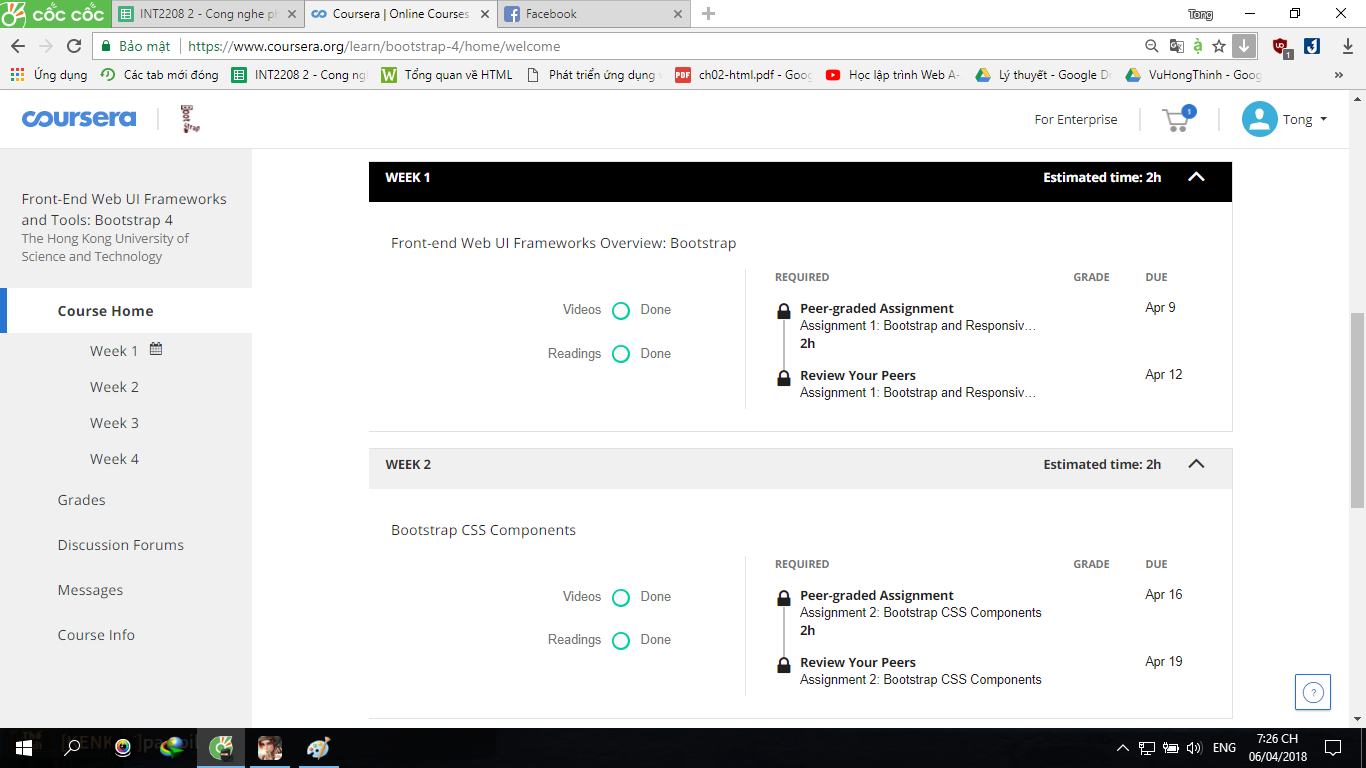 cốc cốc
INT2208 2 - Cong nghe ph
Coursera | Online Courses
Facebook
Tong
Bảo mật
https://www.coursera.org/learn/bootstrap-4/home/welcome
Ứng dụng
Các tab mới đóng
INT2208 2 - Cong ngh
Tổng quan về HTML
Phát triển ứng dụng
ch02-html.pdf - Goog
Học lập trình Web A-
Lý thuyết - Google Dr
VuHongThinh - Goog
»
coursera
For Enterprise
1
Tong
Front-End Web UI Frameworks
and Tools: Bootstrap 4
The Hong Kong University of
Science and Technology
Course Home
Week 1
Week 2
Week 3
Week 4
Grades
Discussion Forums
Messages
Course Info
WEEK 1
Estimated time: 2h
Front-end Web UI Frameworks Overview: Bootstrap
Videos Done
Readings Done
REQUIRED GRADE DUE
Peer-graded Assignment Apr 9
Assignment 1: Bootstrap and Responsiv…
2h
Review Your Peers Apr 12
Assignment 1: Bootstrap and Responsiv…
WEEK 2
Estimated time: 2h
Bootstrap CSS Components
Videos Done
Readings Done
REQUIRED GRADE DUE
Peer-graded Assignment Apr 16
Assignment 2: Bootstrap CSS Components
2h
Review Your Peers Apr 19
Assignment 2: Bootstrap CSS Components
?
ENG
7:26 CH
06/04/2018